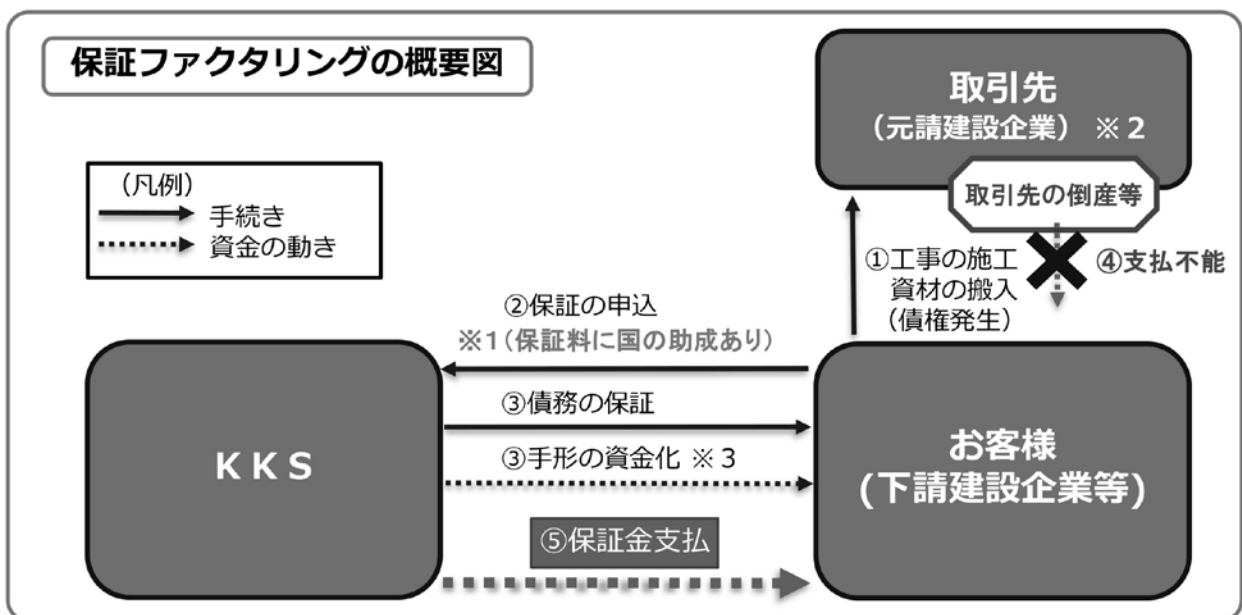 保証ファクタリングの概要図
取引先
（元請建設企業） ※２
取引先の倒産等
（凡例）
手続き
資金の動き
①工事の施工
資材の搬入
（債権発生）
④支払不能
②保証の申込
※1（保証料に国の助成あり）
③債務の保証
③手形の資金化 ※３
⑤保証金支払
ＫＫＳ
お客様
(下請建設企業等)